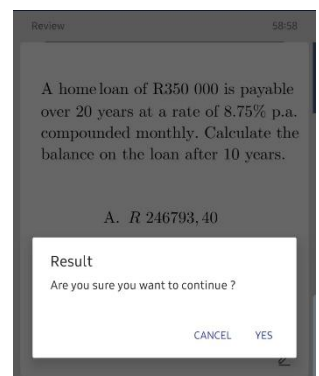 Review 58:58
A home loan of R350 000 is payable
over 20 years at a rate of 8.75% p.a.
compounded monthly. Calculate the
balance on the loan after 10 years.
A. R 246793, 40
Result
Are you sure you want to continue ?
CANCEL YES